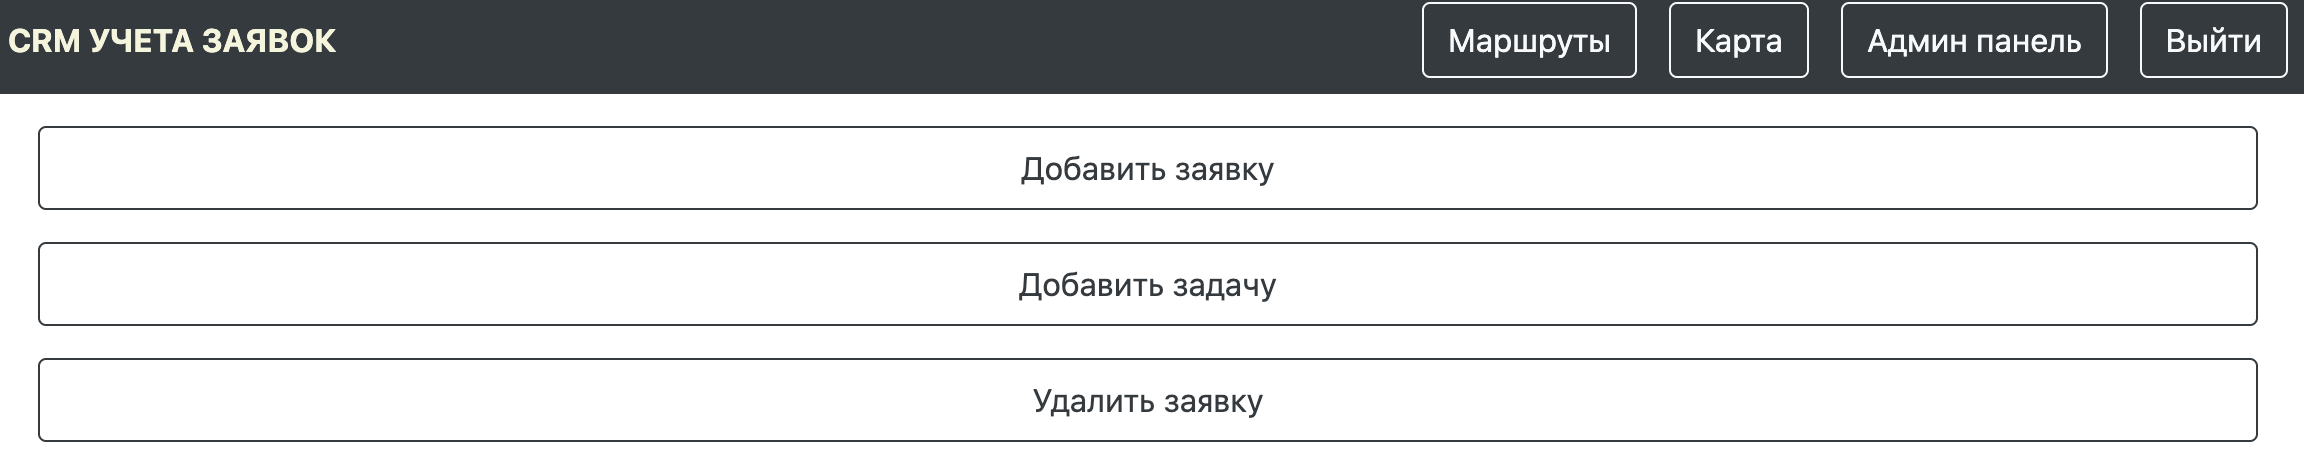 CRM УЧЕТА ЗАЯВОК
Маршруты
Карта
Админ панель
Выйти
Добавить заявку
Добавить задачу
Удалить заявку